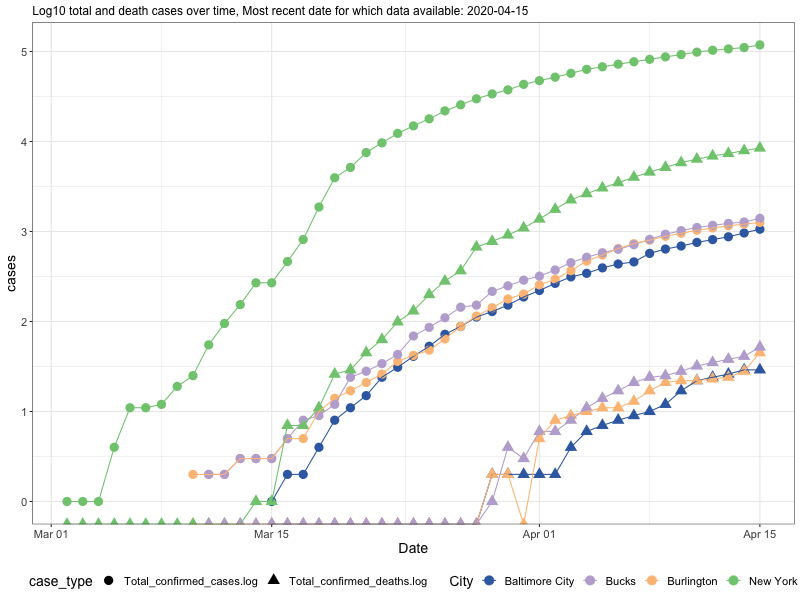 Log10 total and death cases over time, Most recent date for which data available: 2020-04-15
5
4
3
2
1
0
cases
Mar 01 Mar 15 Apr 01 Apr 15
Date
case_type Total_confirmed_cases.log Total_confirmed_deaths.log City Baltimore City Bucks Burlington New York